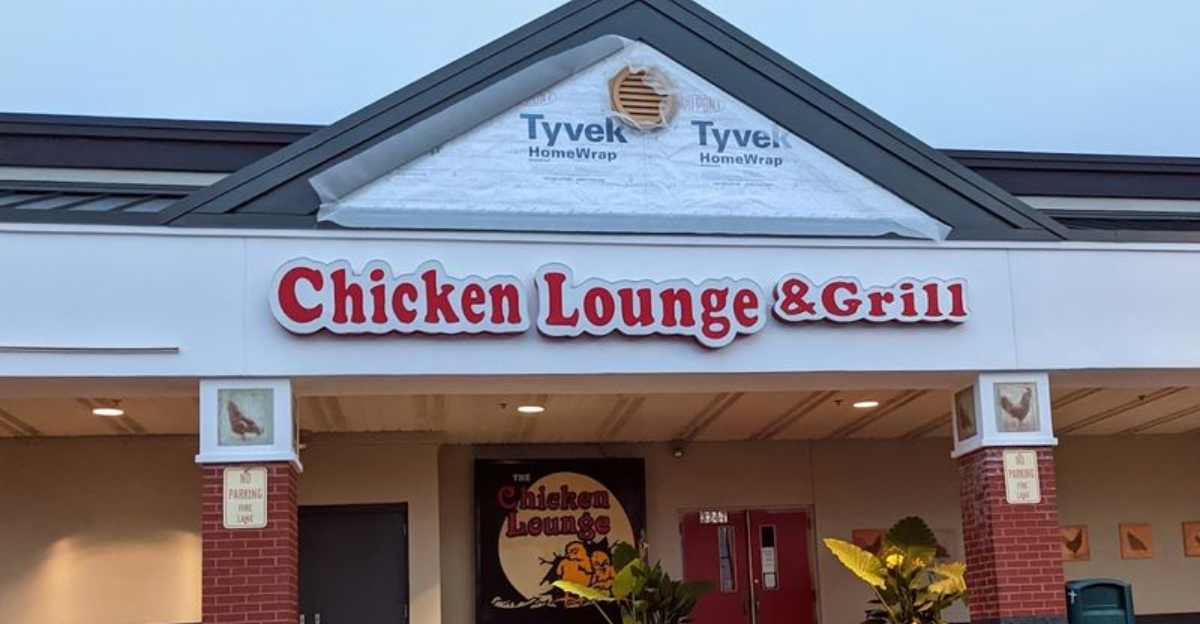 Tyvek
HomeWrap
Tyvek
HomeWrap
Chicken Lounge & Grill
NO
PARKING
FIRE
LANE
THE
Chicken
Lounge
NO
PARKING
FIRE
LANE